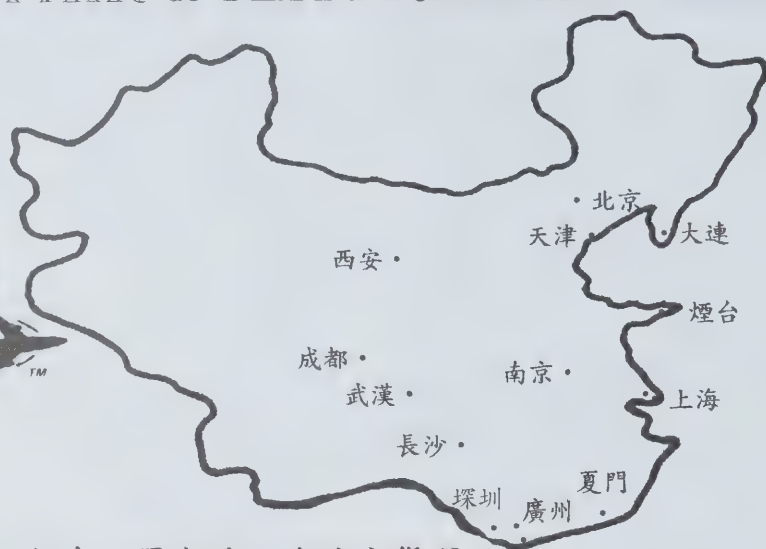 北京
天津
大連
西安
煙台
成都
南京
武漢
上海
長沙
夏門
深圳
廣州
TM